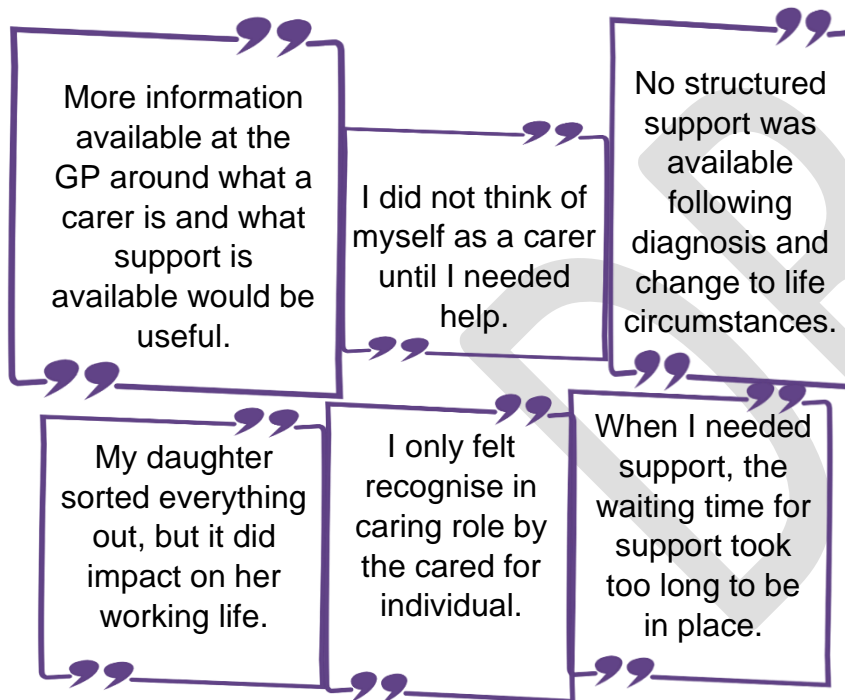 More information
available at the
GP around what a
carer is and what
support is
available would be
useful.
I did not think of
myself as a carer
until I needed
help.
No structured
support was
available
following
diagnosis and
change to life
circumstances.
My daughter
sorted everything
out, but it did
impact on her
working life.
I only felt
recognise in
caring role by
the cared for
individual.
When I needed
support, the
waiting time for
support took
too long to be
in place.